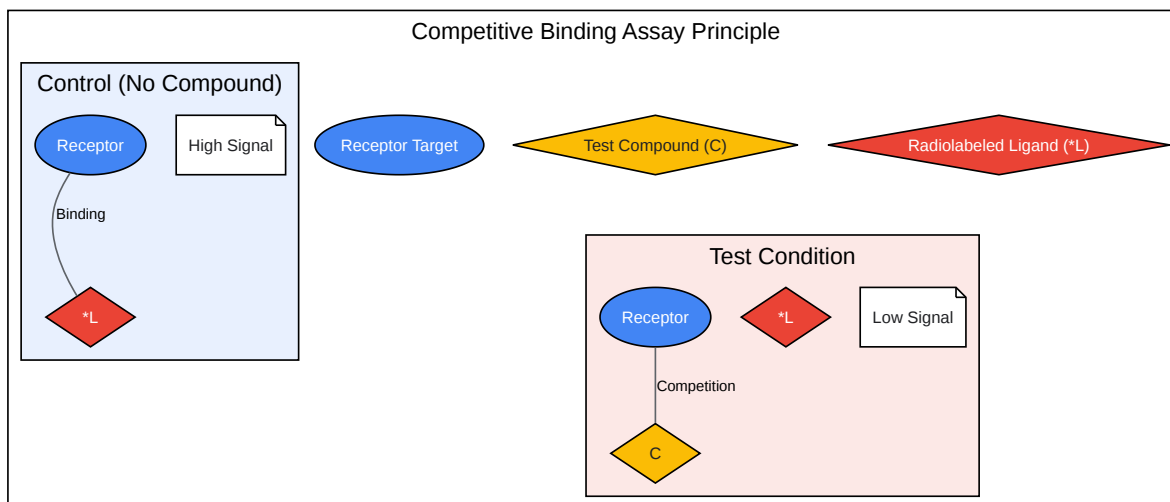 Competitive Binding Assay Principle
Control (No Compound)
Receptor
High Signal
Receptor Target
Test Compound (C)
Radiolabeled Ligand (*L)
Binding
*L
Test Condition
Receptor
*L
Low Signal
Competition
C